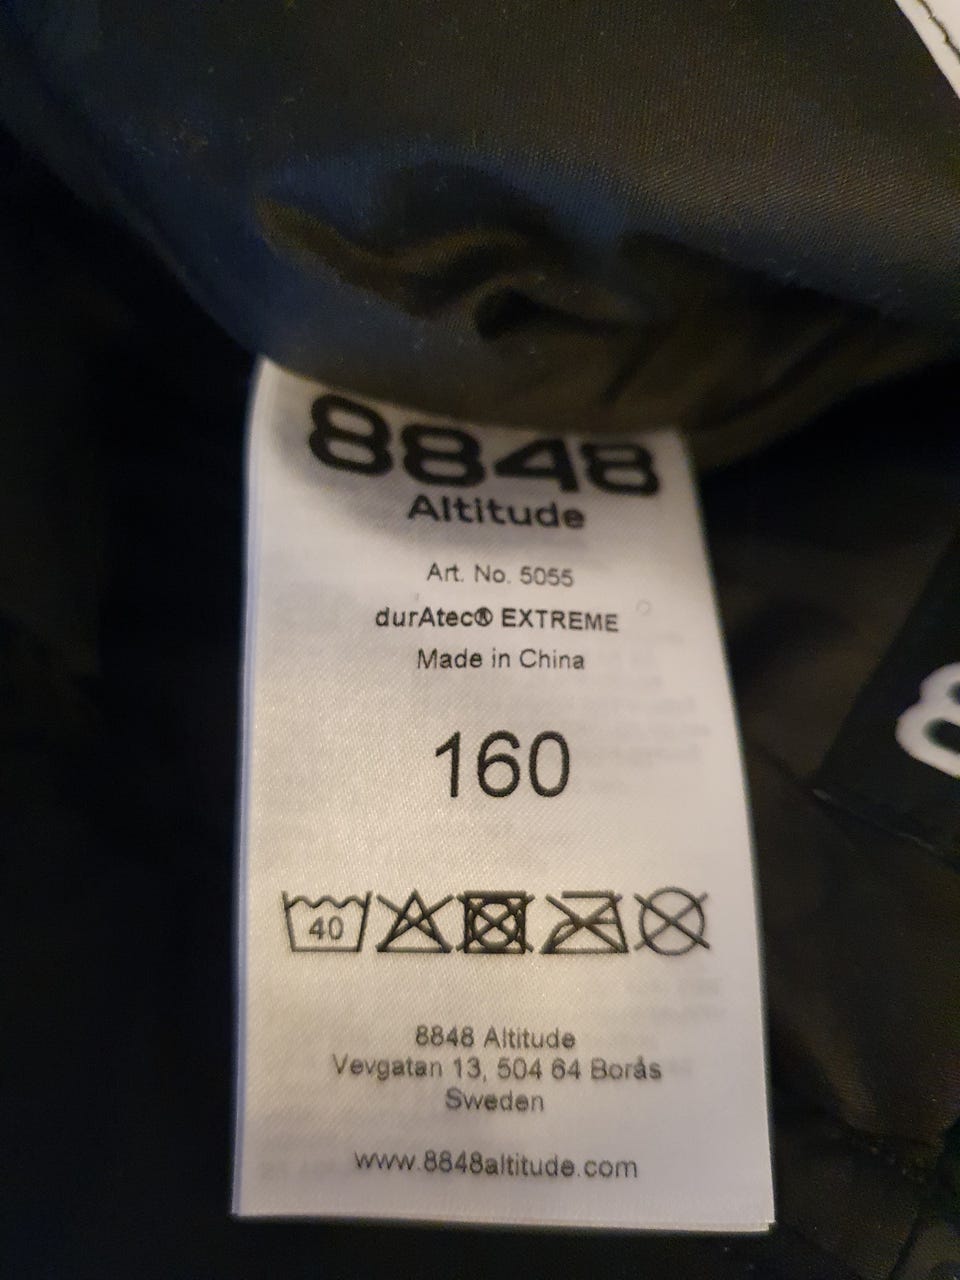 8848
Altitude
Art. No. 5055
durAtec® EXTREME
Made in China
160
40
8848 Altitude
Vevgatan 13, 504 64 Borås
Sweden
www.8848altitude.com
8